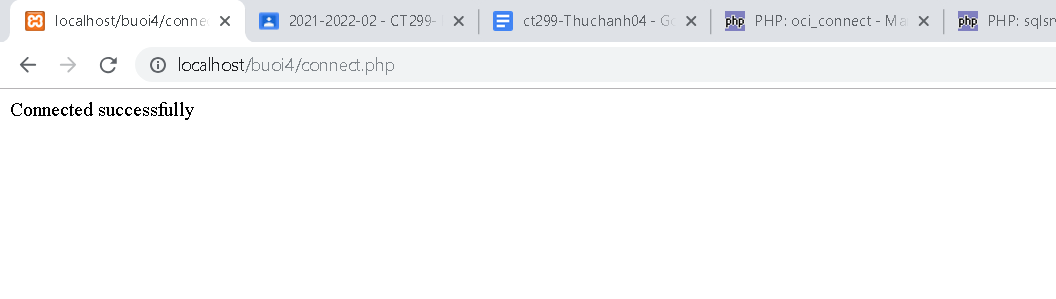 localhost/buoi4/conne
2021-2022-02 - CT299-
ct299-Thuchanh04 - Go
PHP: oci_connect - Ma
PHP: sqlsr
localhost/buoi4/connect.php
Connected successfully